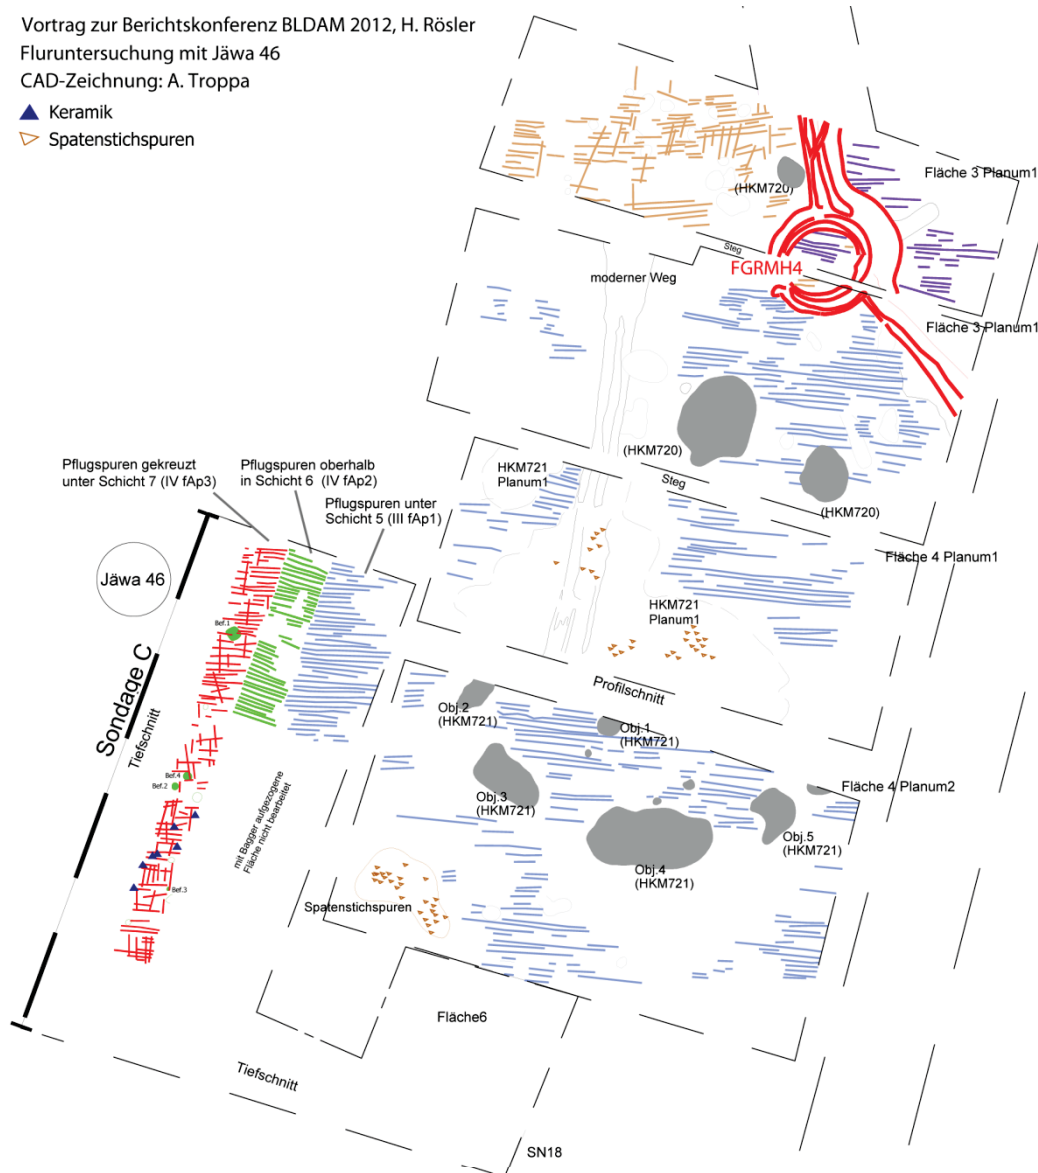 Vortrag zur Berichtskonferenz BLDAM 2012, H. Rösler
Fluruntersuchung mit Jäwa 46
CAD-Zeichnung: A. Troppa
Keramik
Spatenstichspuren
Fläche 3 Planum1
(HKM720)
Steg
FGRMH4
moderner Weg
Fläche 3 Planum1
(HKM720)
(HKM720)
HKM721
Planum1
Steg
Pflugspuren gekreuzt
unter Schicht 7 (IV fAp3)
Pflugspuren oberhalb
in Schicht 6 (IV fAp2)
Pflugspuren unter
Schicht 5 (III fAp1)
Fläche 4 Planum1
Jäwa 46
HKM721
Planum1
Bef.1
Sondage C
Tiefschnitt
Profilschnitt
Obj.2
(HKM721)
Obj.1
(HKM721)
Bef.4
Bef.2
Fläche 4 Planum2
Obj.3
(HKM721)
Obj.5
(HKM721)
mit Bagger aufgezogene
Fläche nicht bearbeitet
Obj.4
(HKM721)
Bef.3
Spatenstichspuren
Fläche6
Tiefschnitt
SN18